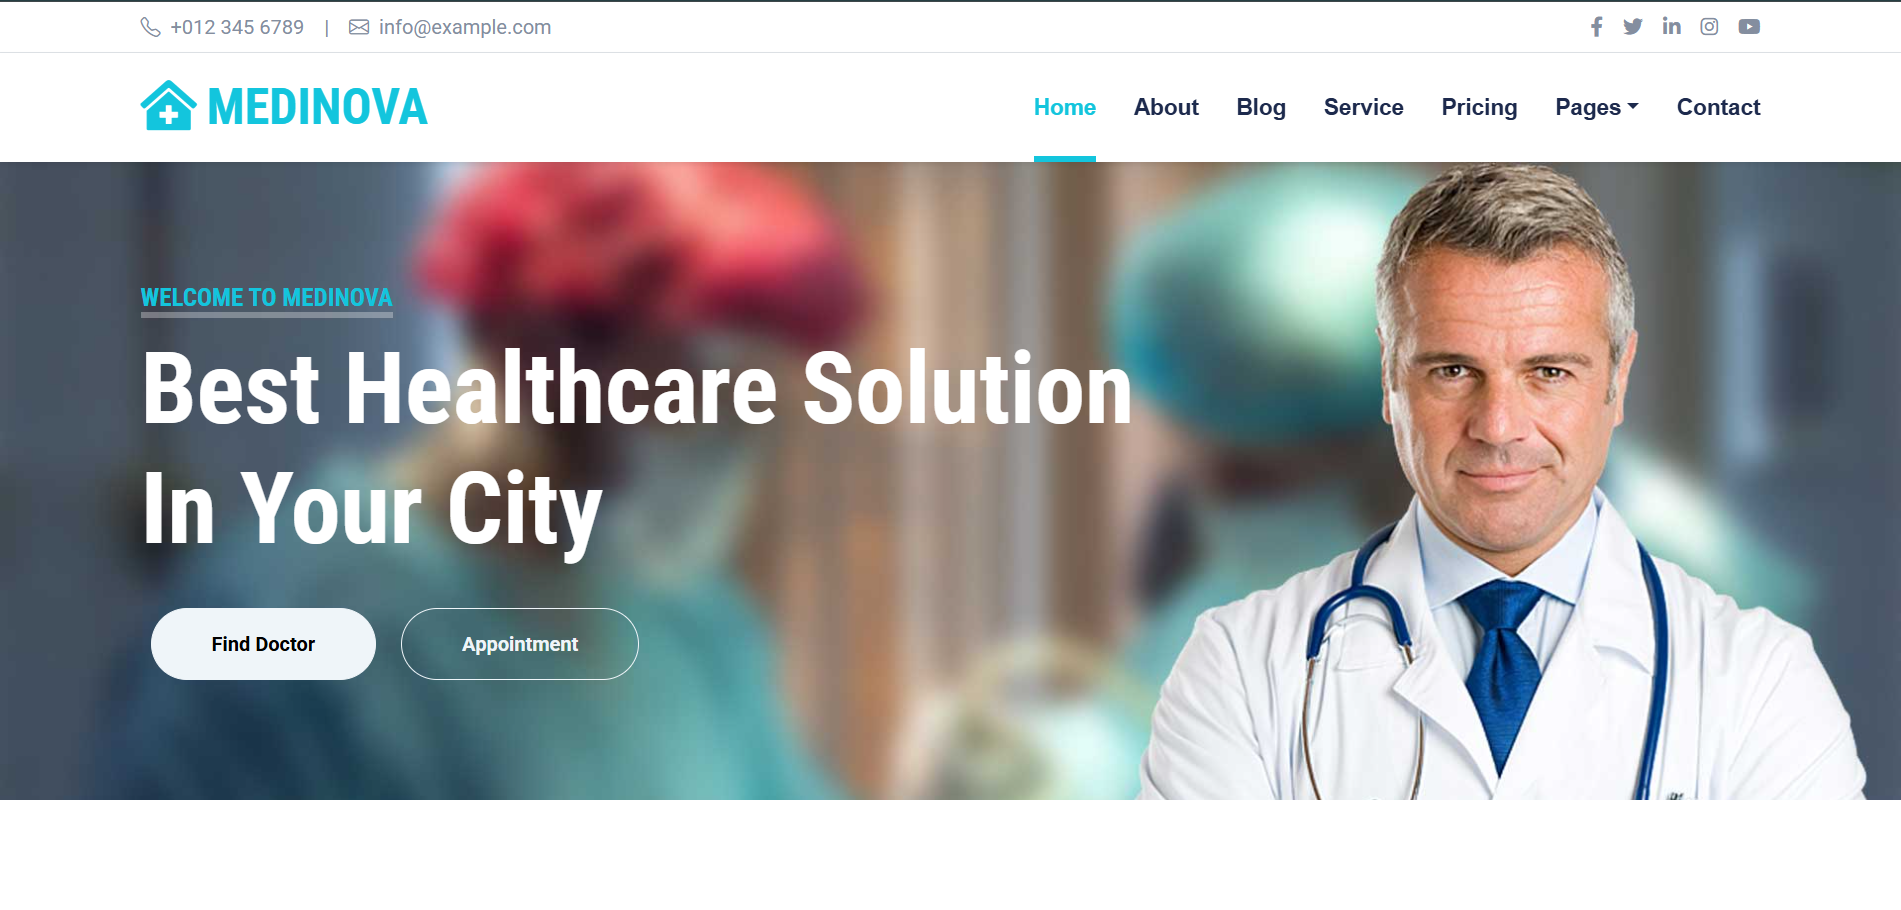 +012 345 6789 | info@example.com
MEDINOVA
Home About Blog Service Pricing Pages Contact
WELCOME TO MEDINOVA
Best Healthcare Solution
In Your City
Find Doctor Appointment